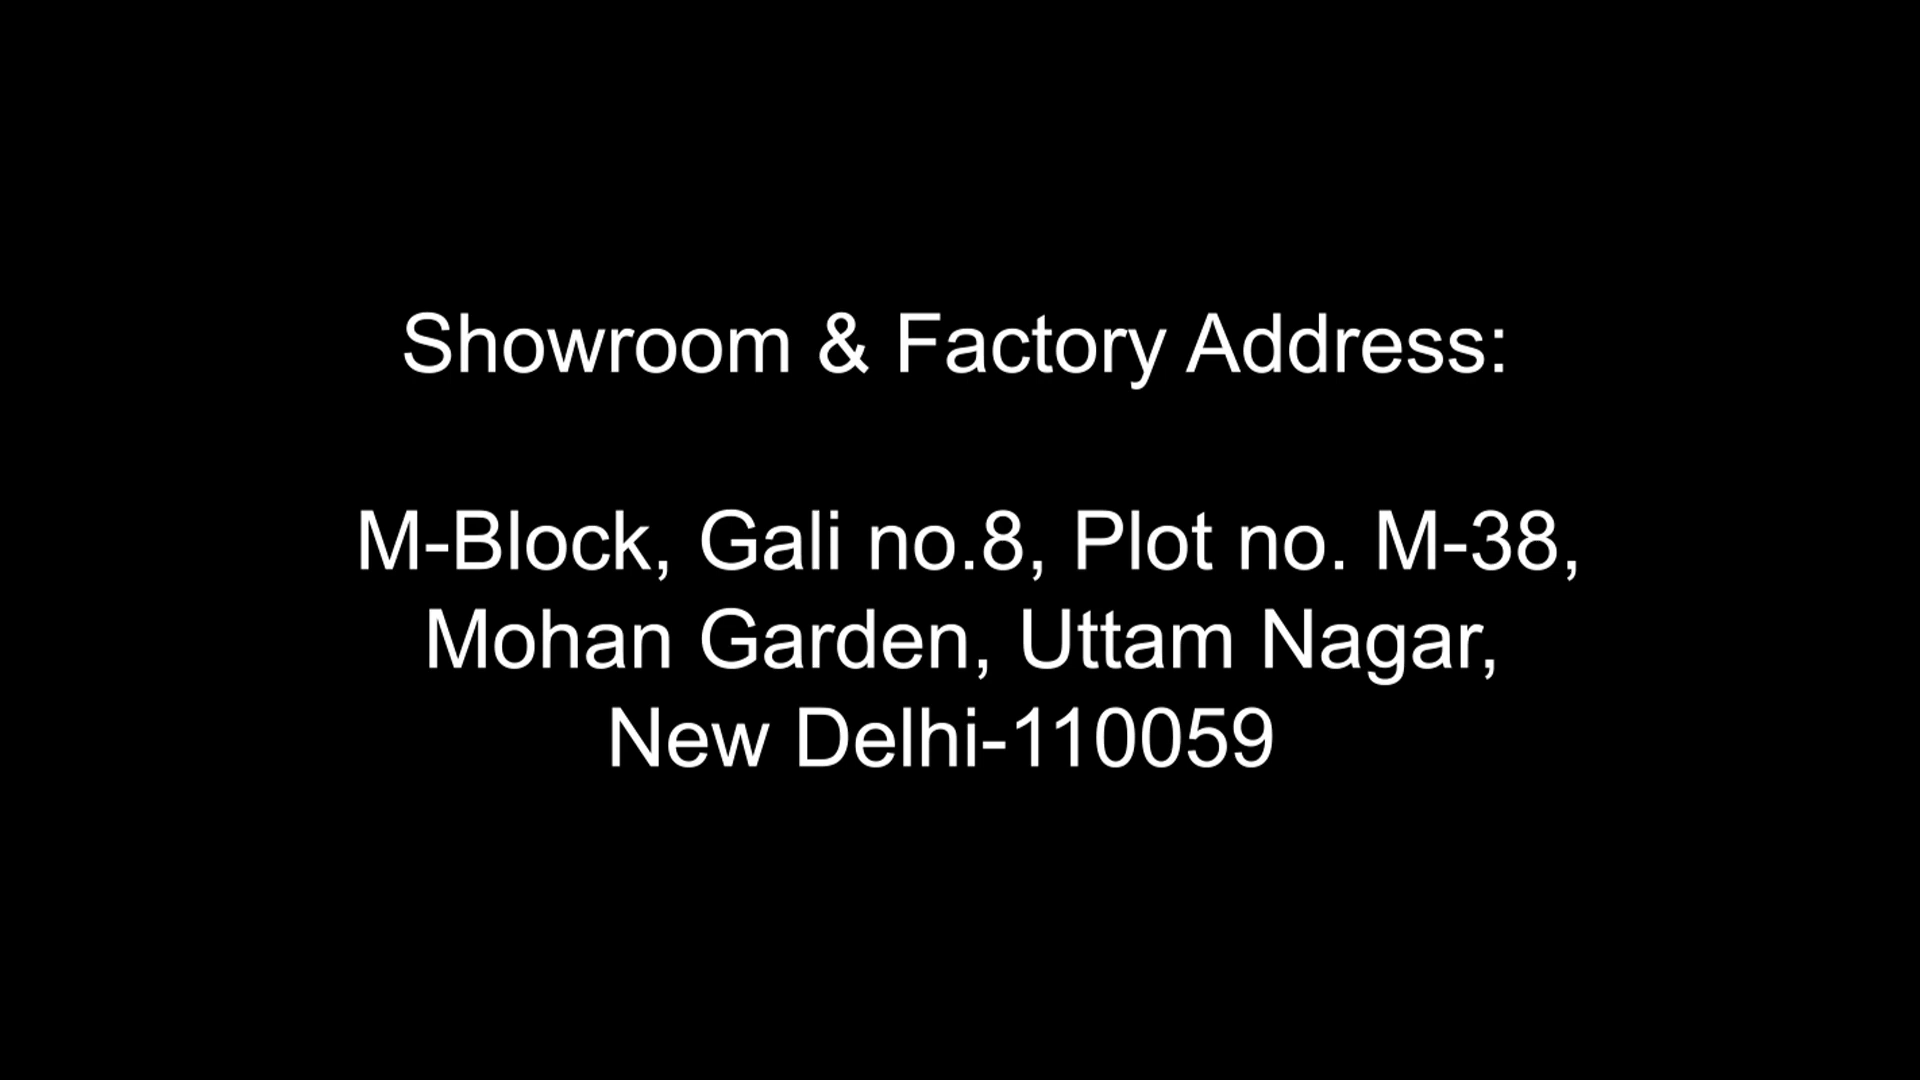 Showroom & Factory Address:
M-Block, Gali no.8, Plot no. M-38,
Mohan Garden, Uttam Nagar,
New Delhi-110059